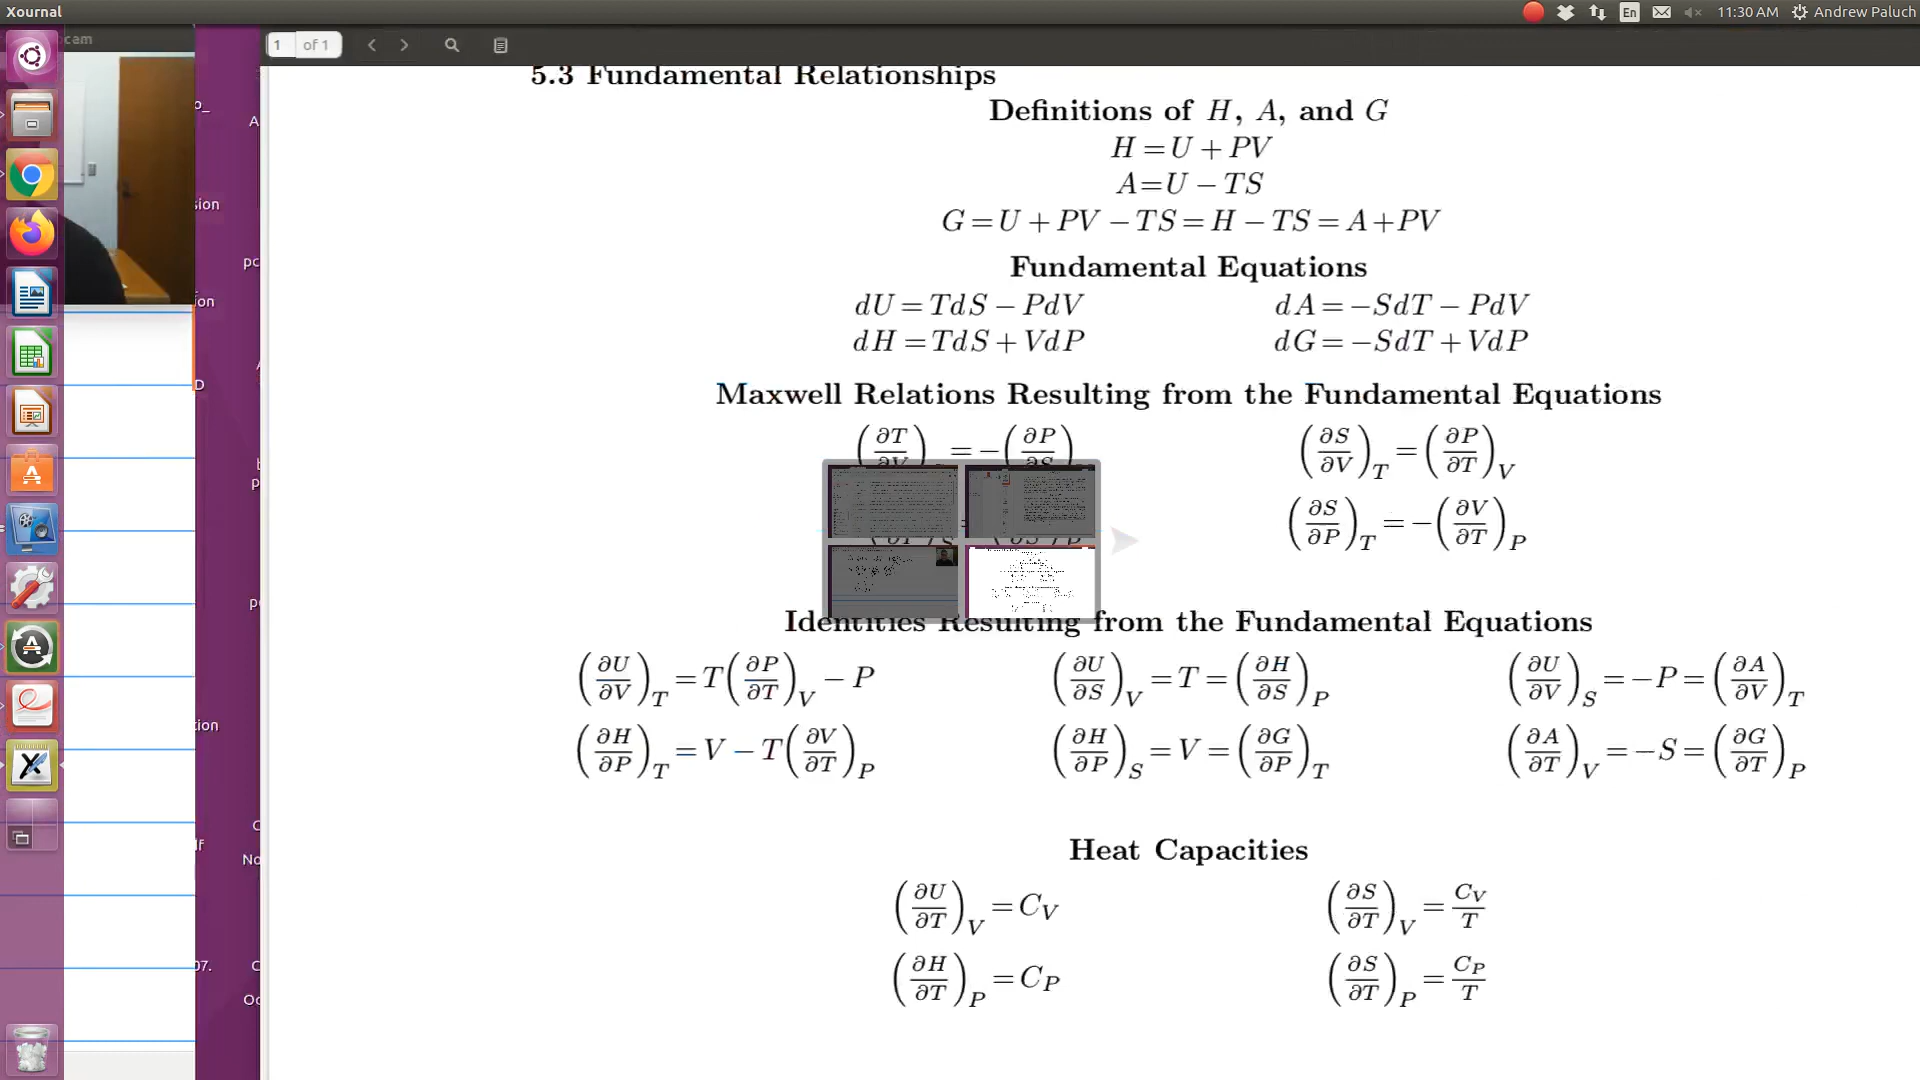 Xournal
En
11:30 AM
Andrew Paluch
1 of 1
5.3 Fundamental Relationships
Definitions of H, A, and G
H = U + PV
A = U − TS
G = U + PV − TS = H − TS = A + PV
Fundamental Equations
dU = TdS − PdV dA = −SdT − PdV
dH = TdS + VdP dG = −SdT + VdP
Maxwell Relations Resulting from the Fundamental Equations
(∂T/∂V) = −(∂P/∂S) (∂S/∂V)_T = (∂P/∂T)_V
(∂S/∂P)_T = −(∂V/∂T)_P
Identities Resulting from the Fundamental Equations
(∂U/∂V)_T = T(∂P/∂T)_V − P (∂U/∂S)_V = T = (∂H/∂S)_P (∂U/∂V)_S = −P = (∂A/∂V)_T
(∂H/∂P)_T = V − T(∂V/∂T)_P (∂H/∂P)_S = V = (∂G/∂P)_T (∂A/∂T)_V = −S = (∂G/∂T)_P
Heat Capacities
(∂U/∂T)_V = C_V (∂S/∂T)_V = C_V/T
(∂H/∂T)_P = C_P (∂S/∂T)_P = C_P/T